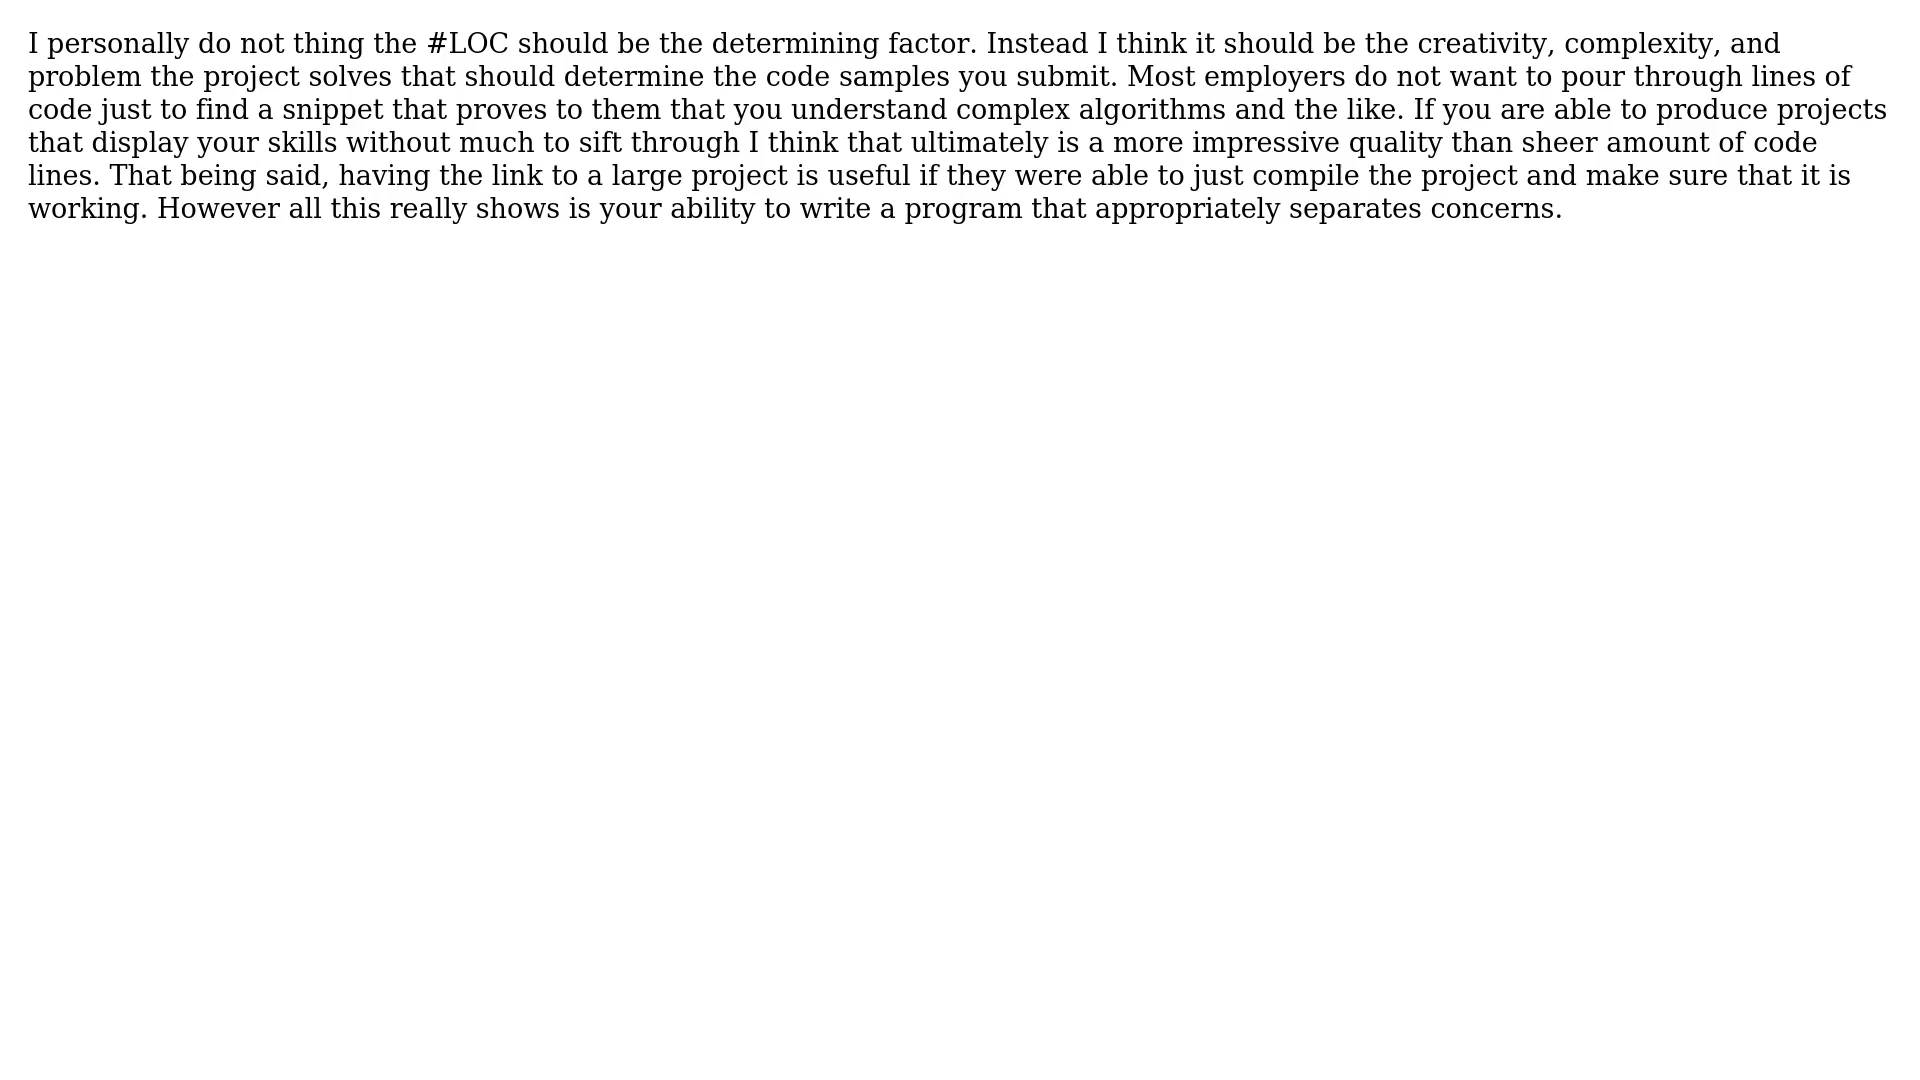 I personally do not thing the #LOC should be the determining factor. Instead I think it should be the creativity, complexity, and
problem the project solves that should determine the code samples you submit. Most employers do not want to pour through lines of
code just to find a snippet that proves to them that you understand complex algorithms and the like. If you are able to produce projects
that display your skills without much to sift through I think that ultimately is a more impressive quality than sheer amount of code
lines. That being said, having the link to a large project is useful if they were able to just compile the project and make sure that it is
working. However all this really shows is your ability to write a program that appropriately separates concerns.